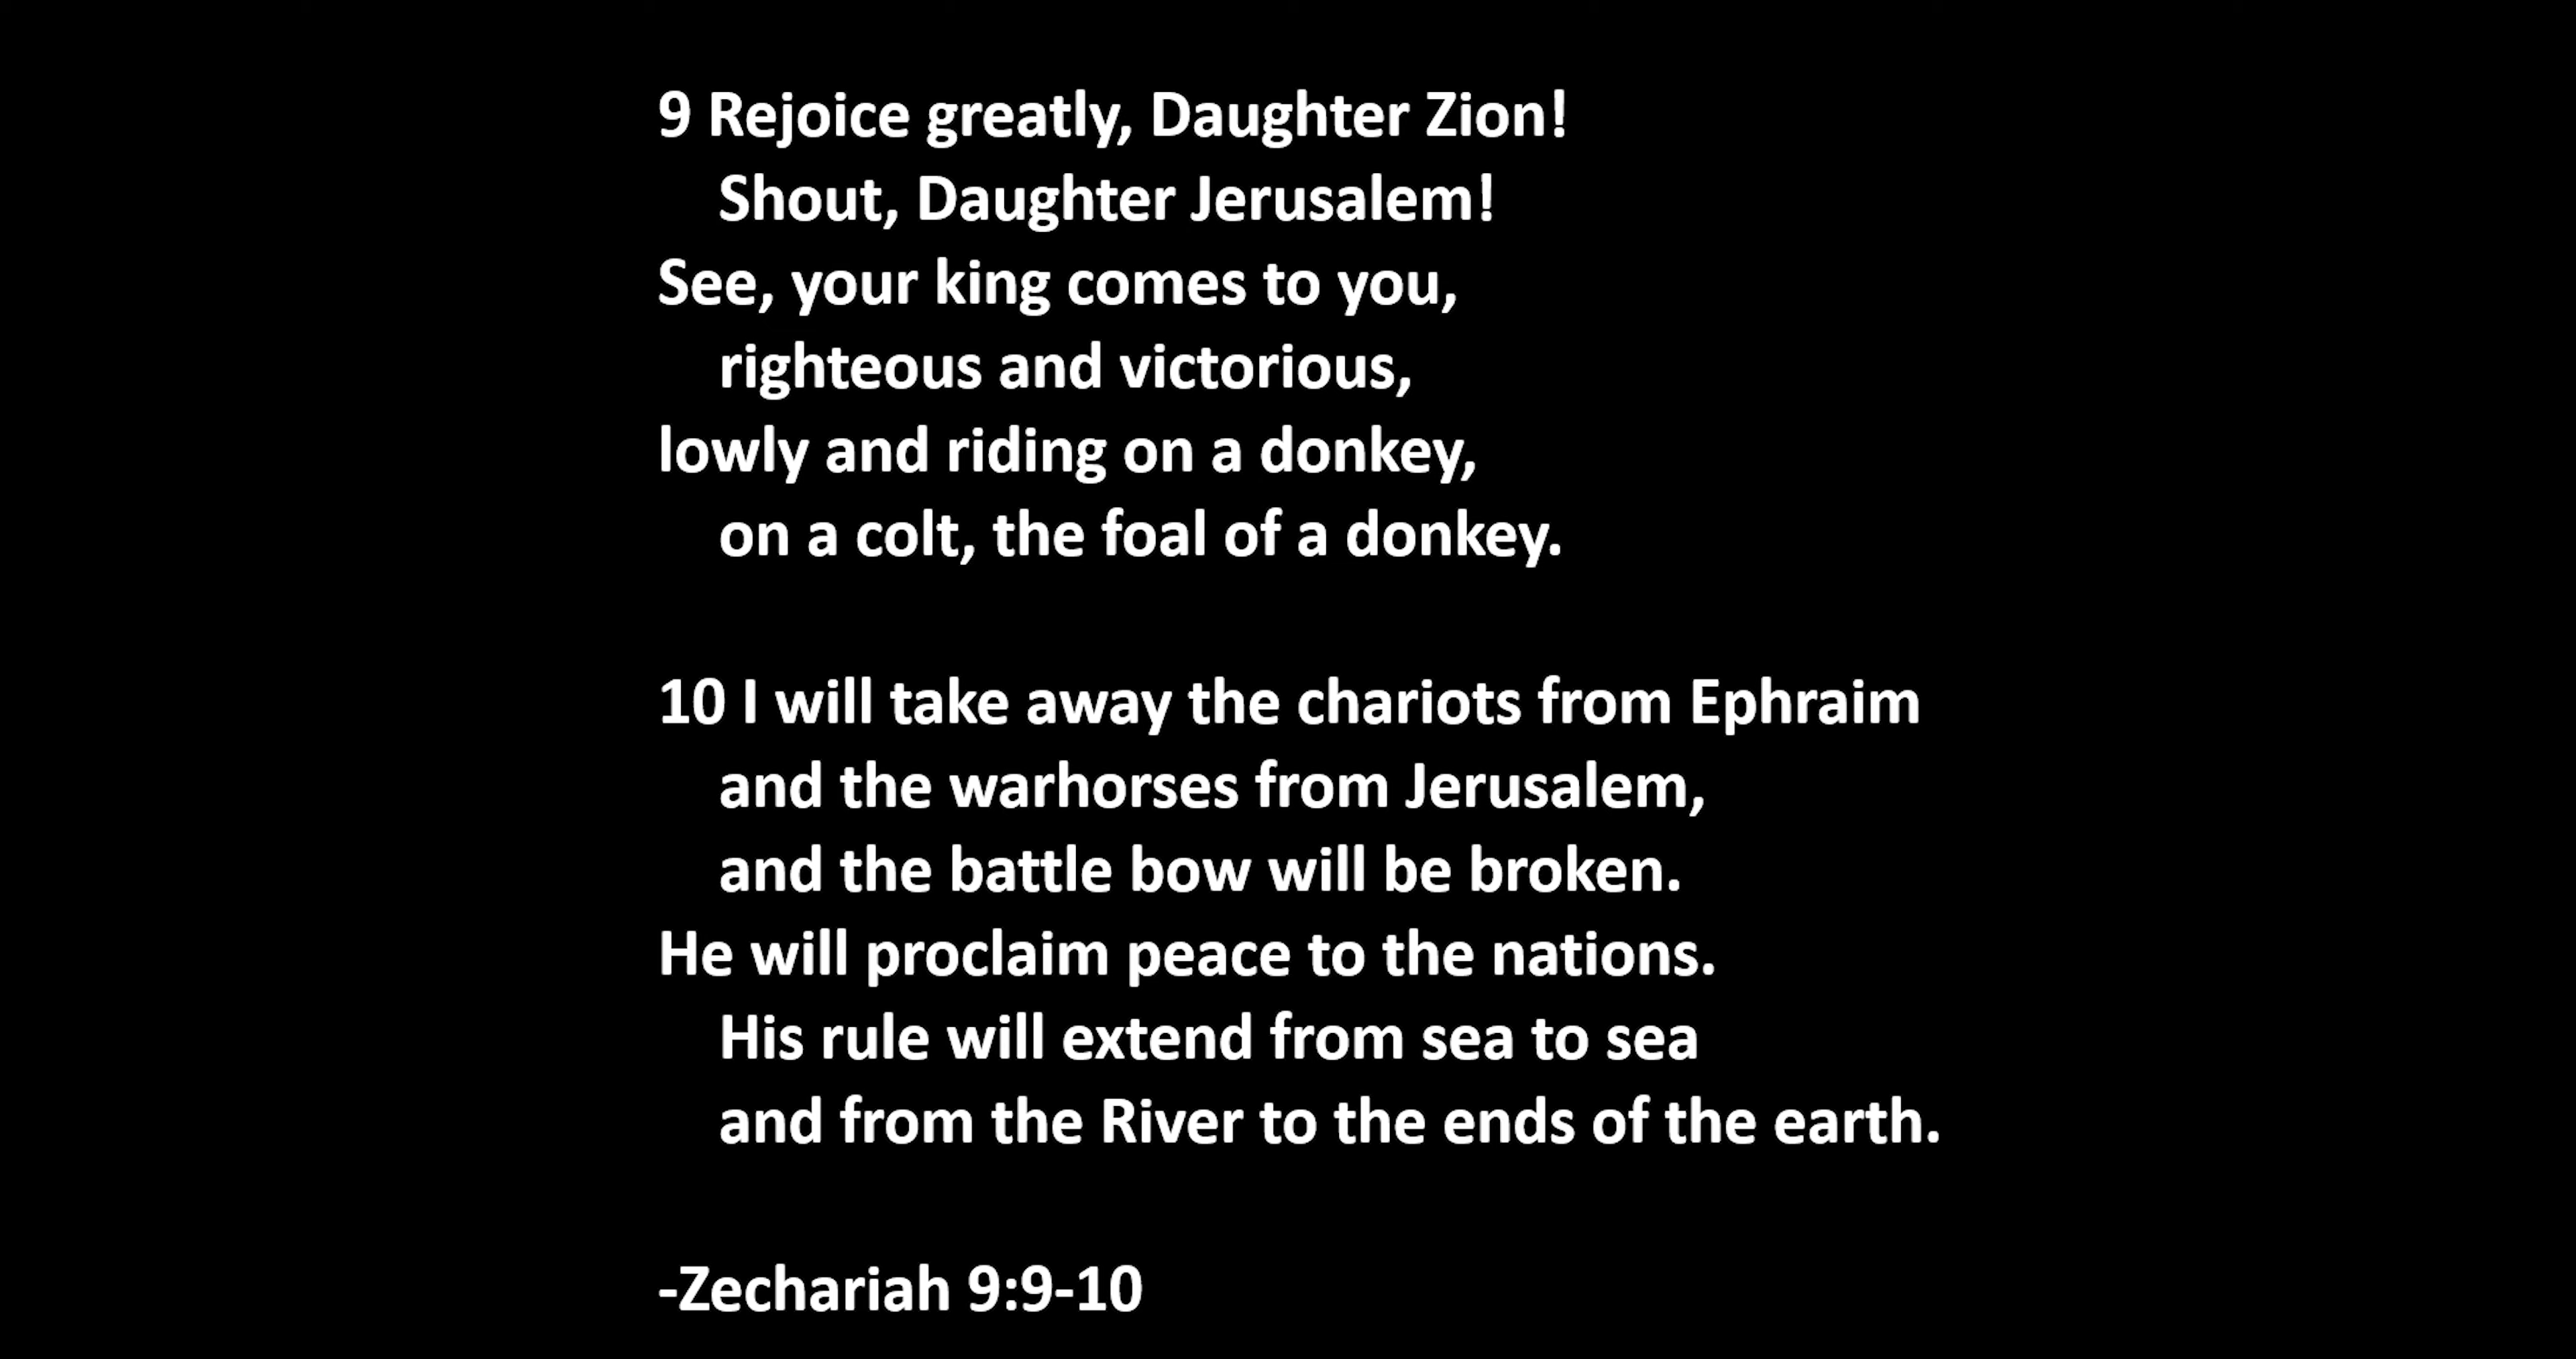 9 Rejoice greatly, Daughter Zion!
Shout, Daughter Jerusalem!
See, your king comes to you,
righteous and victorious,
lowly and riding on a donkey,
on a colt, the foal of a donkey.
10 I will take away the chariots from Ephraim
and the warhorses from Jerusalem,
and the battle bow will be broken.
He will proclaim peace to the nations.
His rule will extend from sea to sea
and from the River to the ends of the earth.
-Zechariah 9:9-10